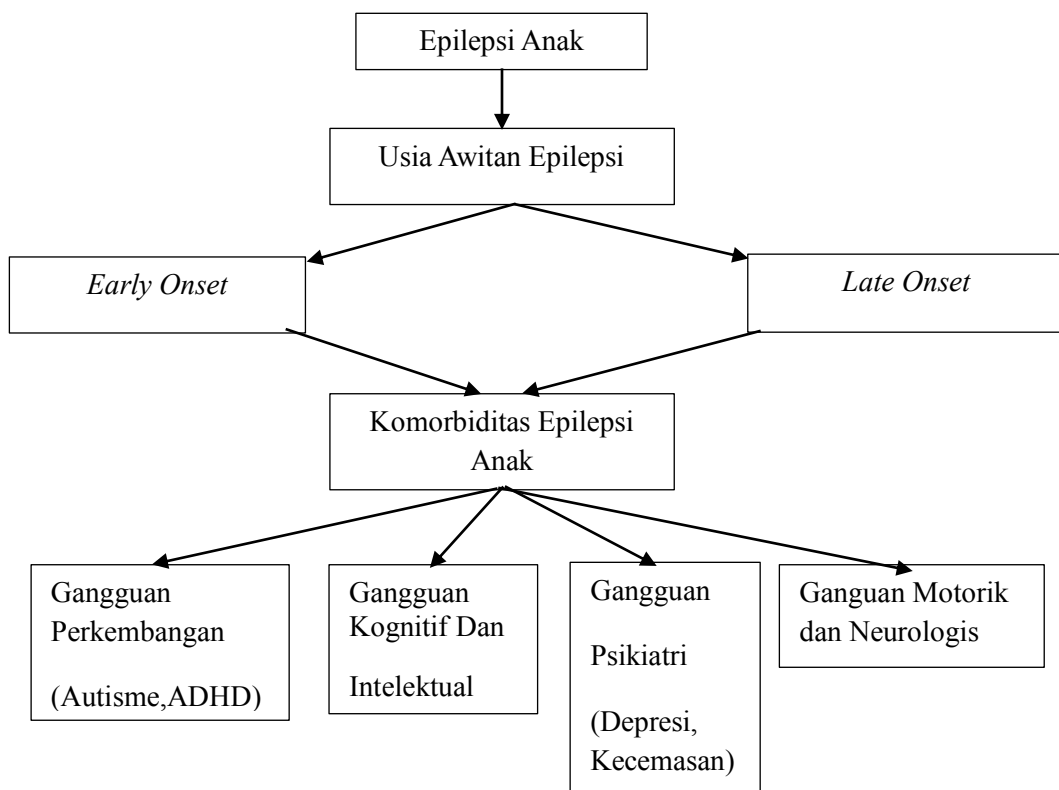 Epilepsi Anak
Usia Awitan Epilepsi
Early Onset
Late Onset
Komorbiditas Epilepsi
Anak
Gangguan
Perkembangan
(Autisme,ADHD)
Gangguan
Kognitif Dan
Intelektual
Gangguan
Psikiatri
(Depresi,
Kecemasan)
Ganguan Motorik
dan Neurologis